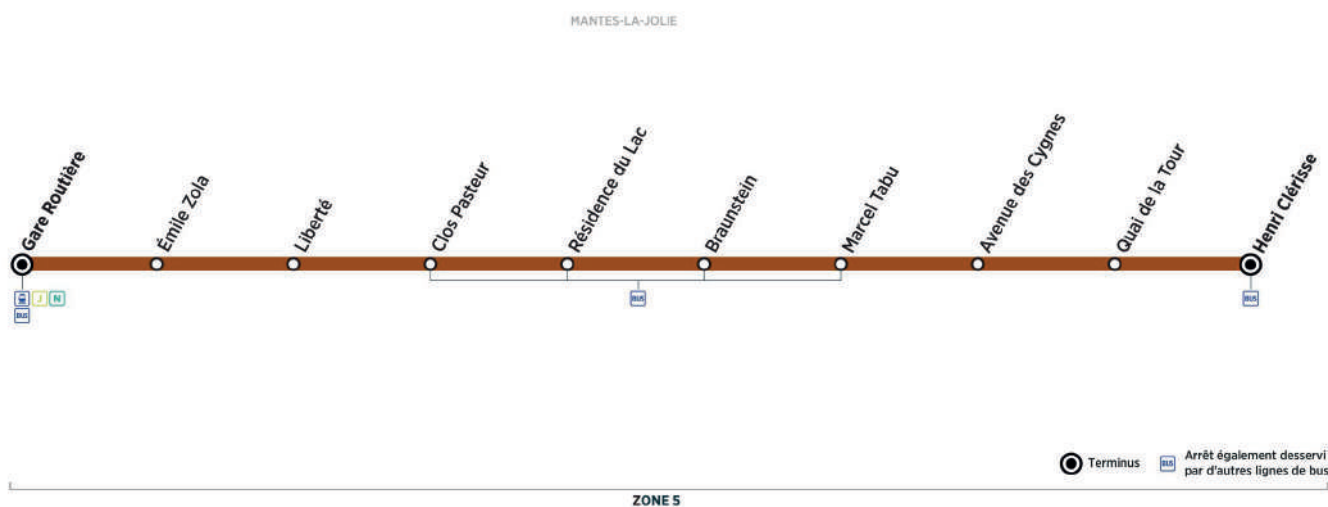 MANTES-LA-JOLIE
Gare Routière
Émile Zola
Liberté
Clos Pasteur
Résidence du Lac
Braunstein
Marcel Tabu
Avenue des Cygnes
Quai de la Tour
Henri Clérisse
J N
BUS
BUS
BUS
Terminus
BUS
Arrêt également desservi
par d'autres lignes de bus
ZONE 5